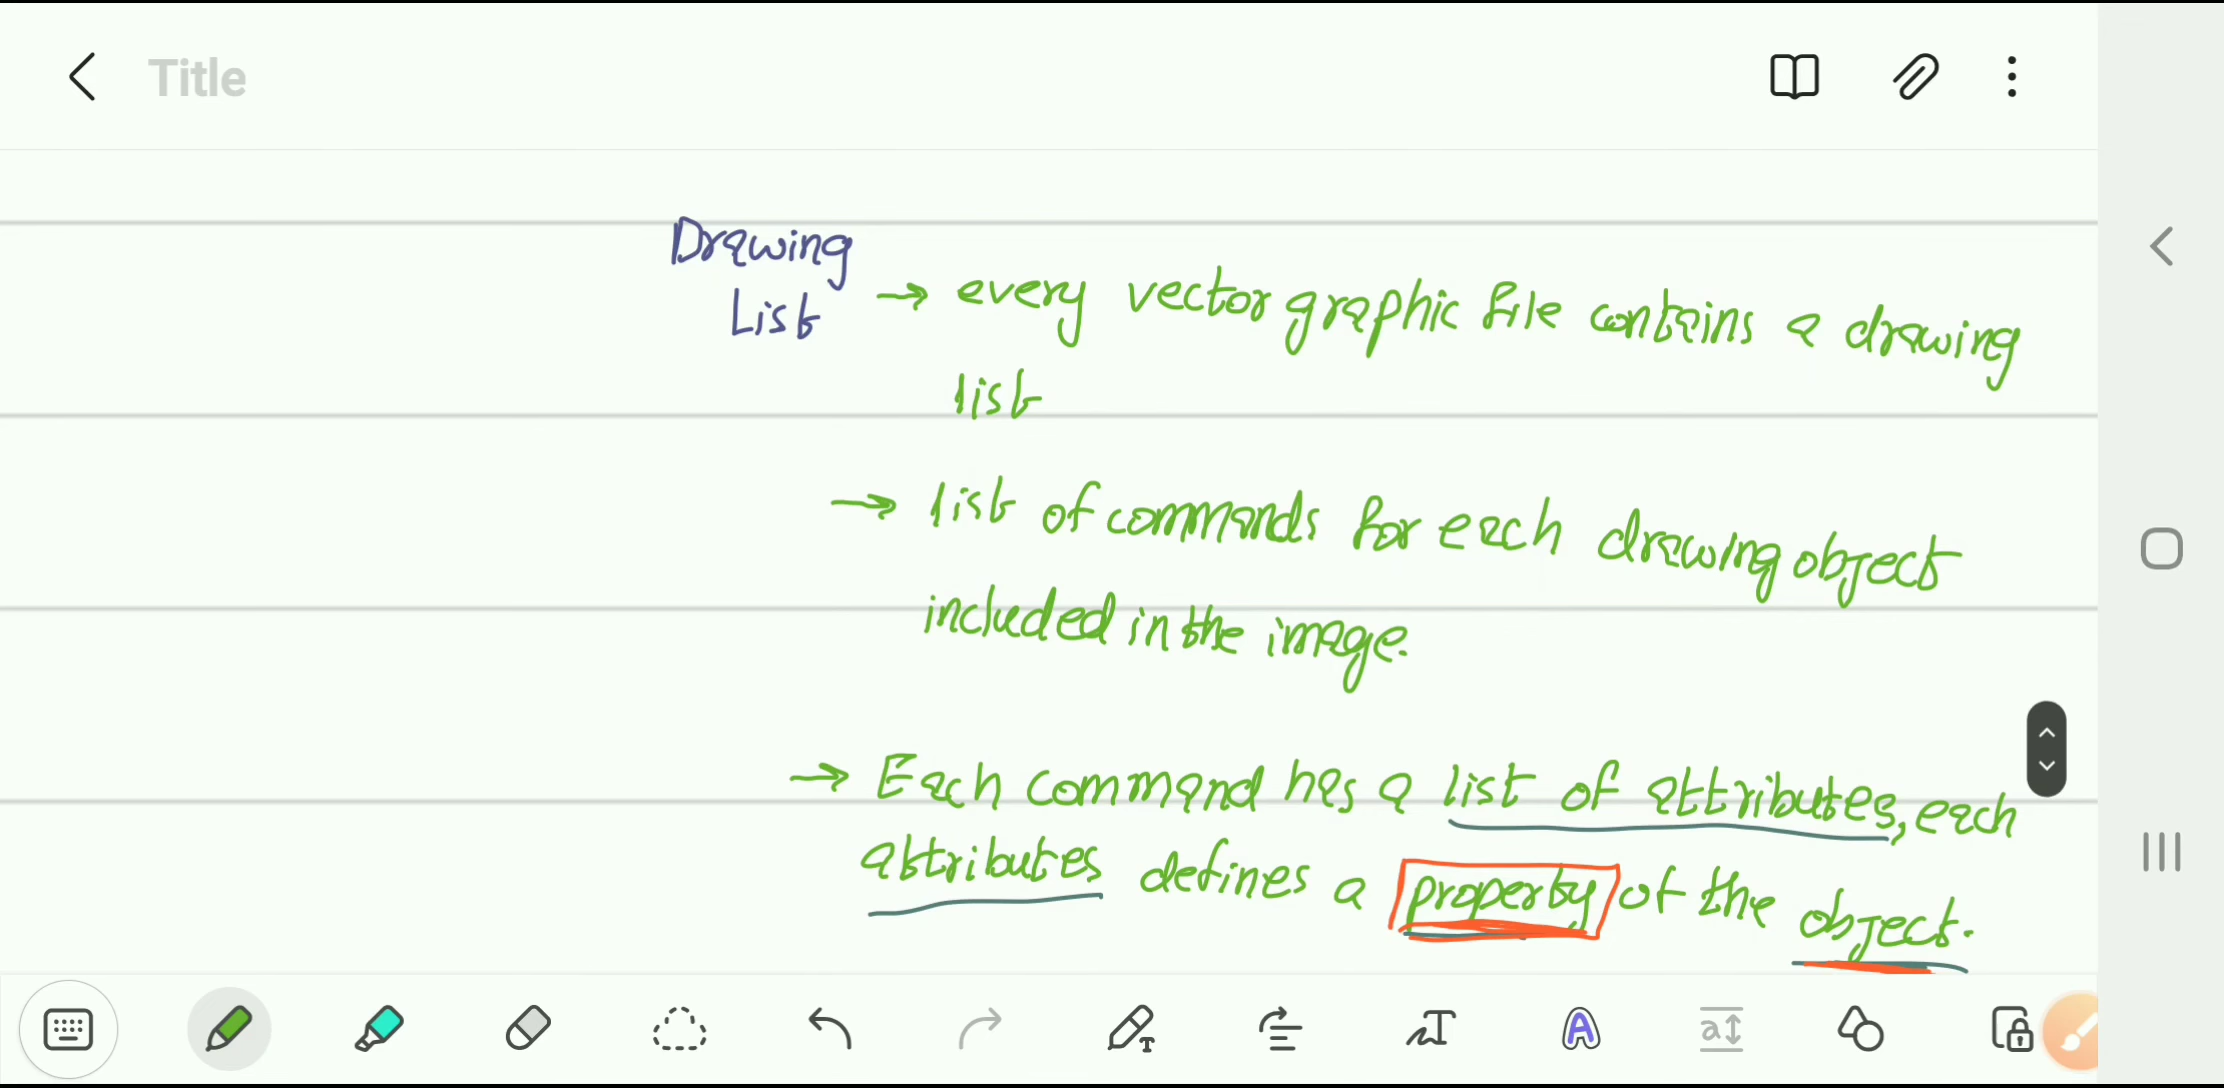 Title
Drawing
List → every vector graphic file contains a drawing
list
→ list of commands for each drawing object
included in the image.
→ Each command has a list of attributes, each
attributes defines a property of the object.